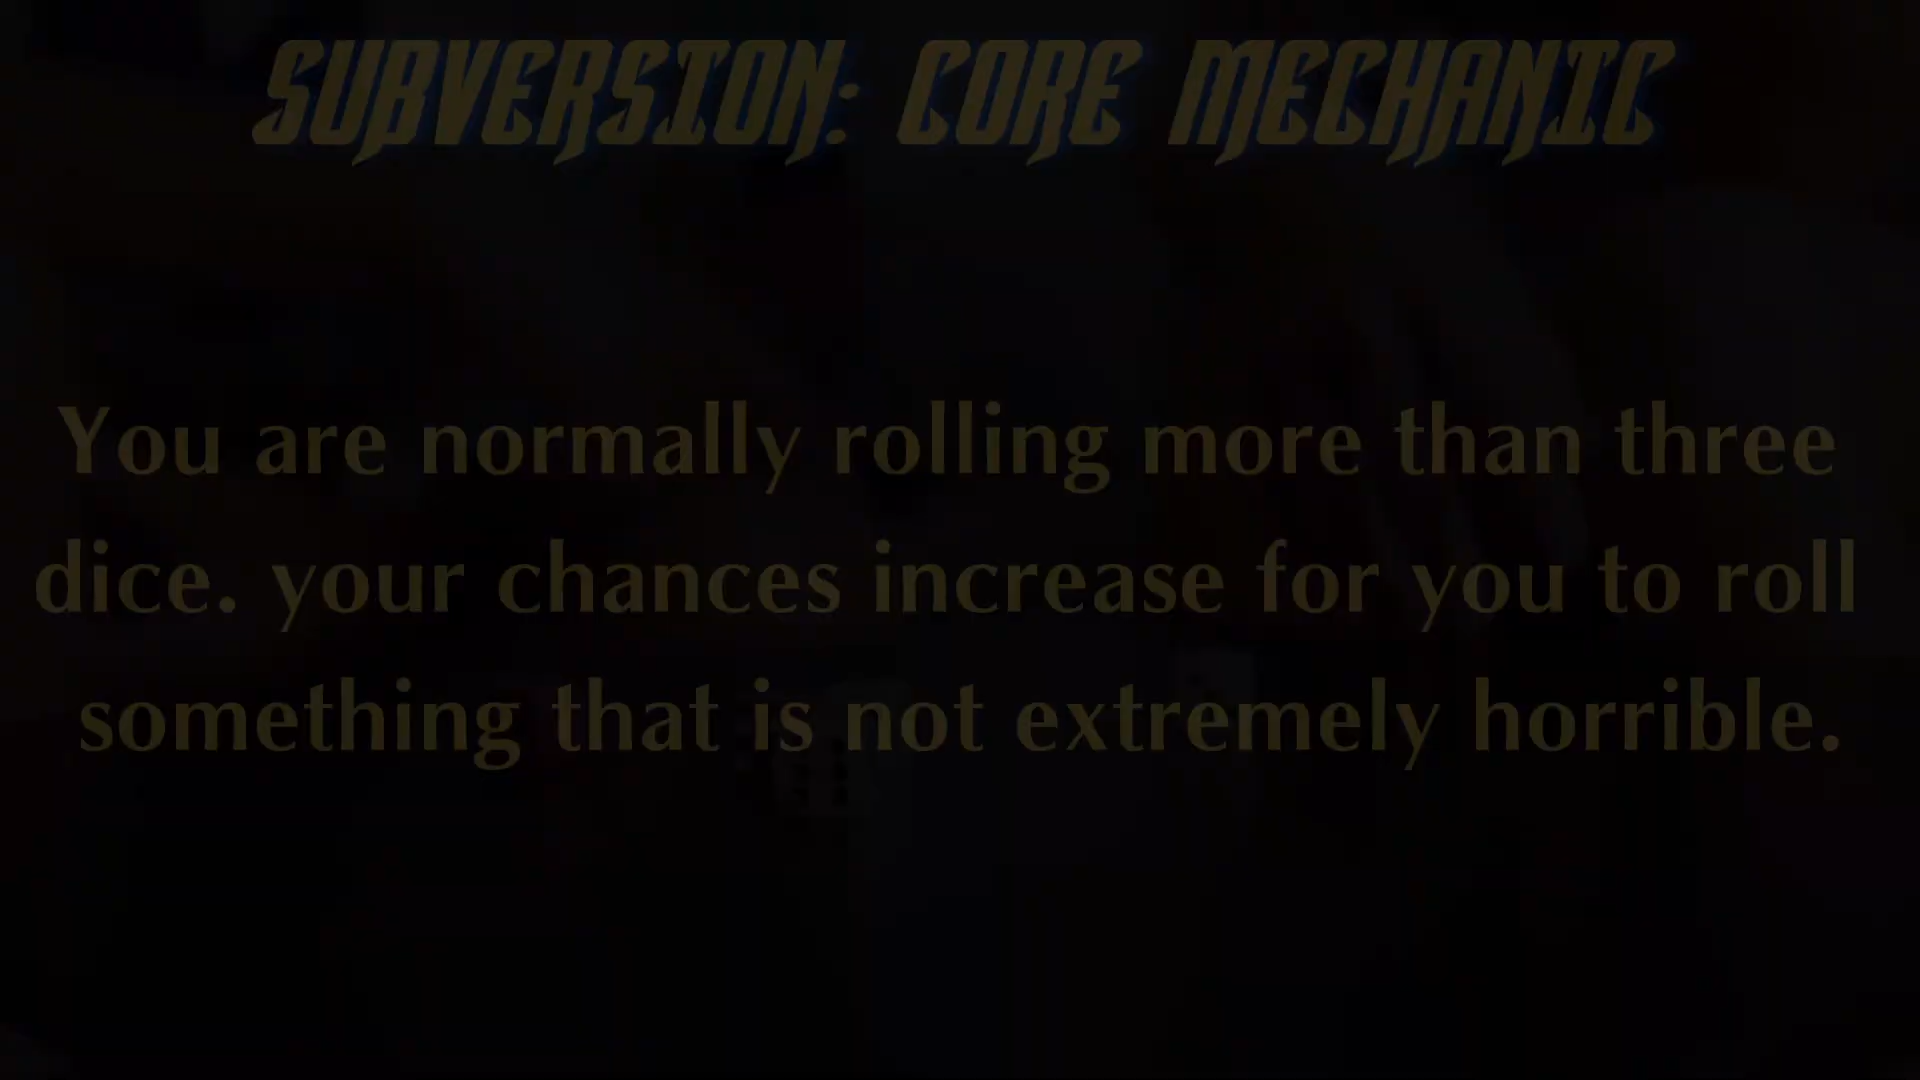 SUBVERSION: CORE MECHANIC
You are normally rolling more than three
dice. your chances increase for you to roll
something that is not extremely horrible.